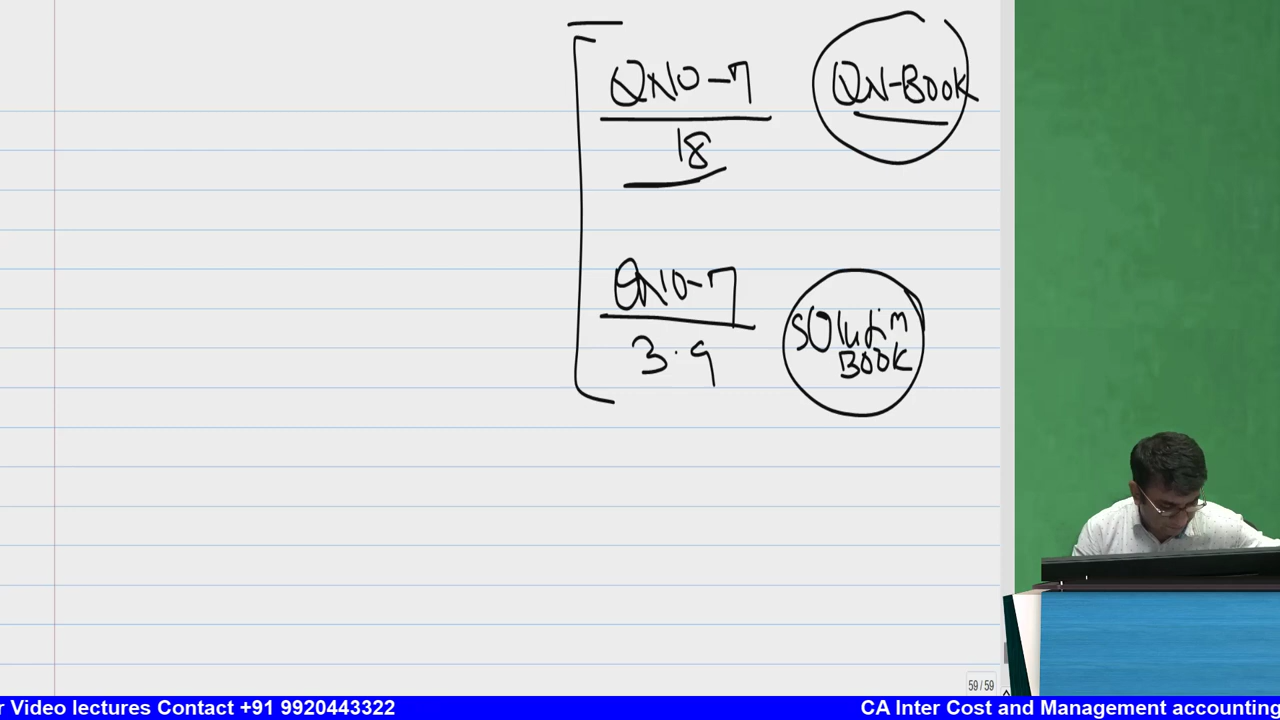 QNO-7
QN-BOOK
18
QNO-7
SOlution
BOOK
3.9
59/59
r Video lectures Contact +91 9920443322
CA Inter Cost and Management accounting